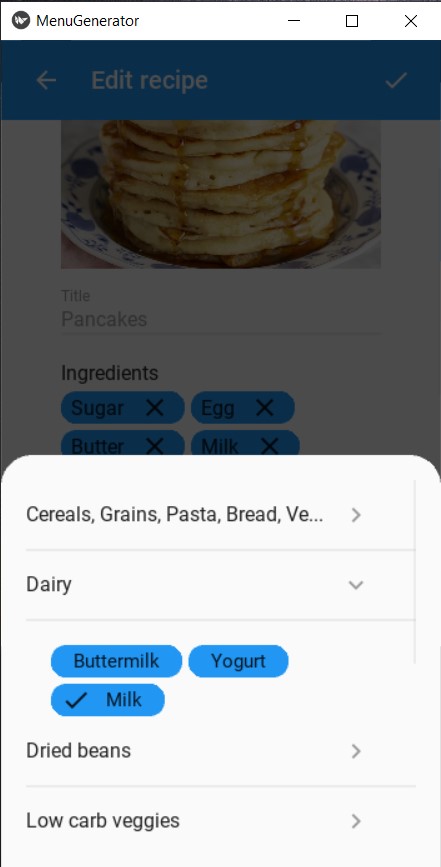 MenuGenerator
Edit recipe
Title
Pancakes
Ingredients
Sugar Egg
Butter Milk
Cereals, Grains, Pasta, Bread, Ve...
Dairy
Buttermilk Yogurt
Milk
Dried beans
Low carb veggies